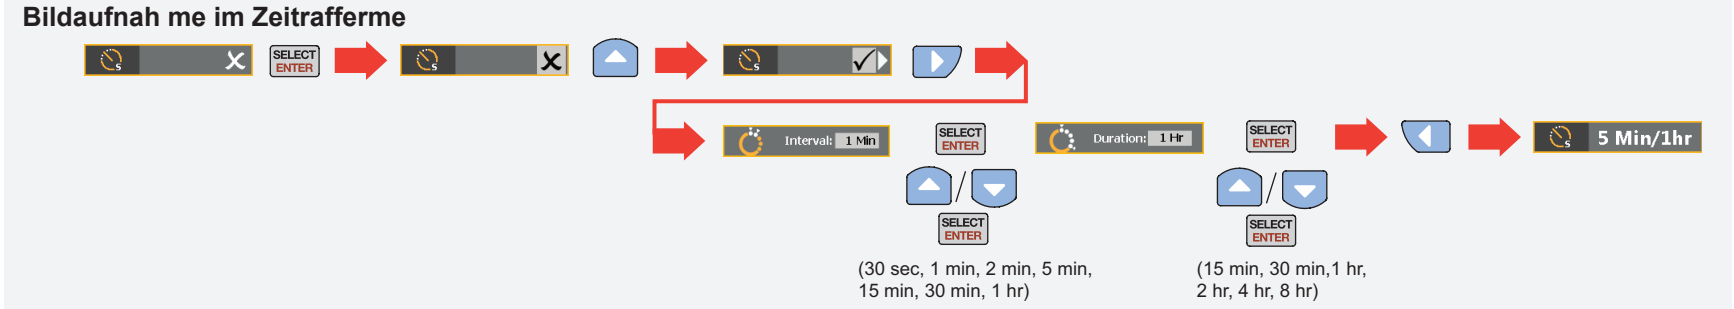 Bildaufnah me im Zeitrafferme
S
SELECT
ENTER
S
S
Interval: 1 Min
SELECT
ENTER
/
SELECT
ENTER
(30 sec, 1 min, 2 min, 5 min,
15 min, 30 min, 1 hr)
Duration: 1 Hr
SELECT
ENTER
/
SELECT
ENTER
(15 min, 30 min,1 hr,
2 hr, 4 hr, 8 hr)
S 5 Min/1hr